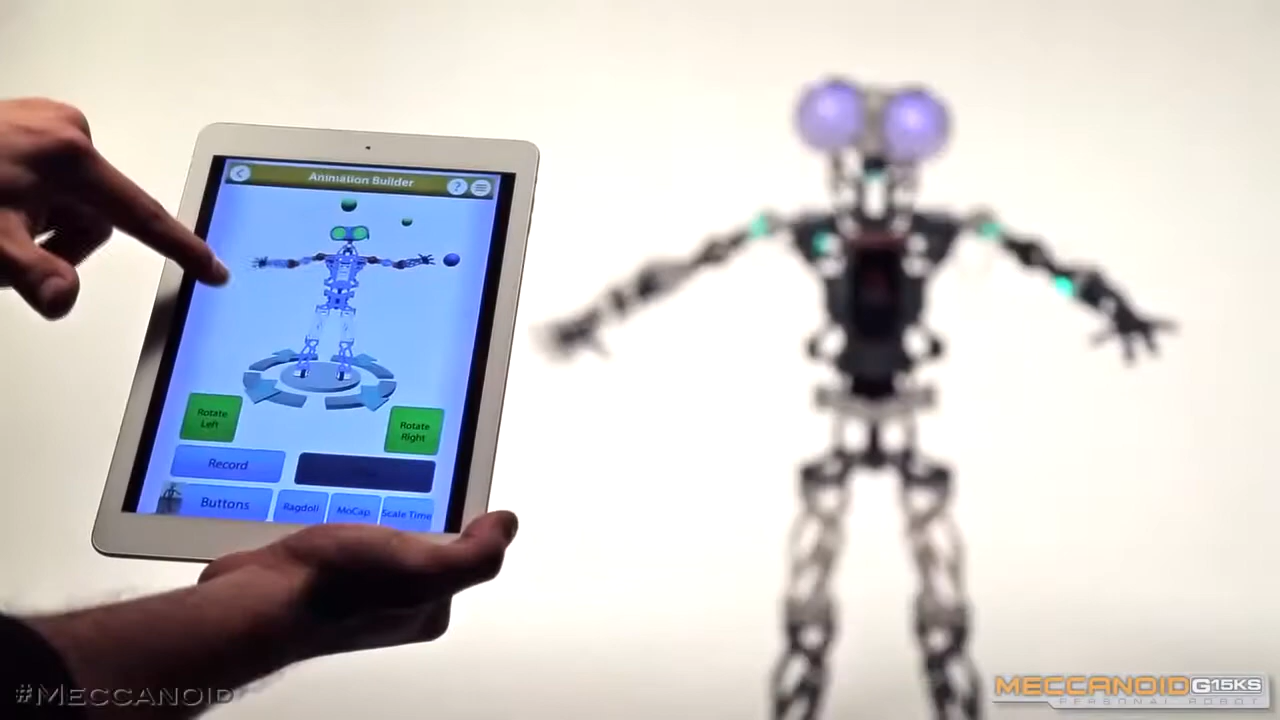 Animation Builder
?
Rotate
Left
Rotate
Right
Record
Buttons
Ragdoll
MoCap
Scale Time
#MECCANOID
MECCANOID G15KS
PERSONAL ROBOT